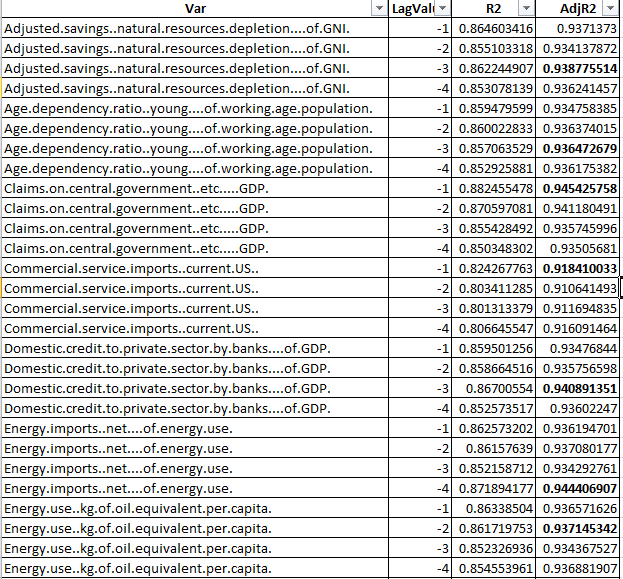 Var LagValu R2 AdjR2
Adjusted.savings..natural.resources.depletion....of.GNI. -1 0.864603416 0.9371373
Adjusted.savings..natural.resources.depletion....of.GNI. -2 0.855103318 0.934137872
Adjusted.savings..natural.resources.depletion....of.GNI. -3 0.862244907 0.938775514
Adjusted.savings..natural.resources.depletion....of.GNI. -4 0.853078139 0.936241457
Age.dependency.ratio..young....of.working.age.population. -1 0.859479599 0.934758385
Age.dependency.ratio..young....of.working.age.population. -2 0.860022833 0.936374015
Age.dependency.ratio..young....of.working.age.population. -3 0.857063529 0.936472679
Age.dependency.ratio..young....of.working.age.population. -4 0.852925881 0.936175382
Claims.on.central.government..etc.....GDP. -1 0.882455478 0.945425758
Claims.on.central.government..etc.....GDP. -2 0.870597081 0.941180491
Claims.on.central.government..etc.....GDP. -3 0.855428492 0.935745996
Claims.on.central.government..etc.....GDP. -4 0.850348302 0.93505681
Commercial.service.imports..current.US.. -1 0.824267763 0.918410033
Commercial.service.imports..current.US.. -2 0.803411285 0.910641493
Commercial.service.imports..current.US.. -3 0.801313379 0.911694835
Commercial.service.imports..current.US.. -4 0.806645547 0.916091464
Domestic.credit.to.private.sector.by.banks....of.GDP. -1 0.859501256 0.93476844
Domestic.credit.to.private.sector.by.banks....of.GDP. -2 0.858664516 0.935756598
Domestic.credit.to.private.sector.by.banks....of.GDP. -3 0.86700554 0.940891351
Domestic.credit.to.private.sector.by.banks....of.GDP. -4 0.852573517 0.93602247
Energy.imports..net....of.energy.use. -1 0.862573202 0.936194701
Energy.imports..net....of.energy.use. -2 0.86157639 0.937080177
Energy.imports..net....of.energy.use. -3 0.852158712 0.934292761
Energy.imports..net....of.energy.use. -4 0.871894177 0.944406907
Energy.use..kg.of.oil.equivalent.per.capita. -1 0.86338504 0.936571626
Energy.use..kg.of.oil.equivalent.per.capita. -2 0.861719753 0.937145342
Energy.use..kg.of.oil.equivalent.per.capita. -3 0.852326936 0.934367527
Energy.use..kg.of.oil.equivalent.per.capita. -4 0.854553961 0.936881907